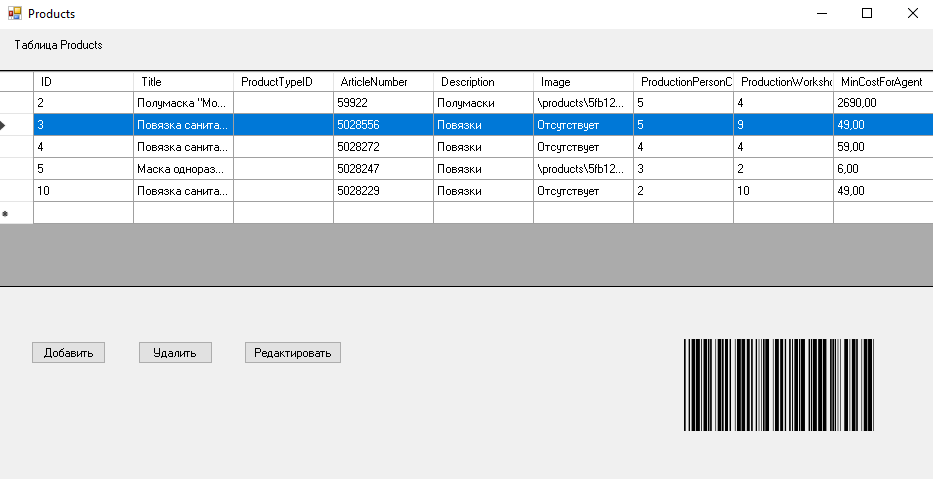 Products
Таблица Products
ID Title ProductTypeID ArticleNumber Description Image ProductionPersonC ProductionWorksho MinCostForAgent
2 Полумаска "Мо... 59922 Полумаски \products\5fb12... 5 4 2690,00
3 Повязка санита... 5028556 Повязки Отсутствует 5 9 49,00
4 Повязка санита... 5028272 Повязки Отсутствует 4 4 59,00
5 Маска однораз... 5028247 Повязки \products\5fb12... 3 2 6,00
10 Повязка санита... 5028229 Повязки Отсутствует 2 10 49,00
Добавить Удалить Редактировать